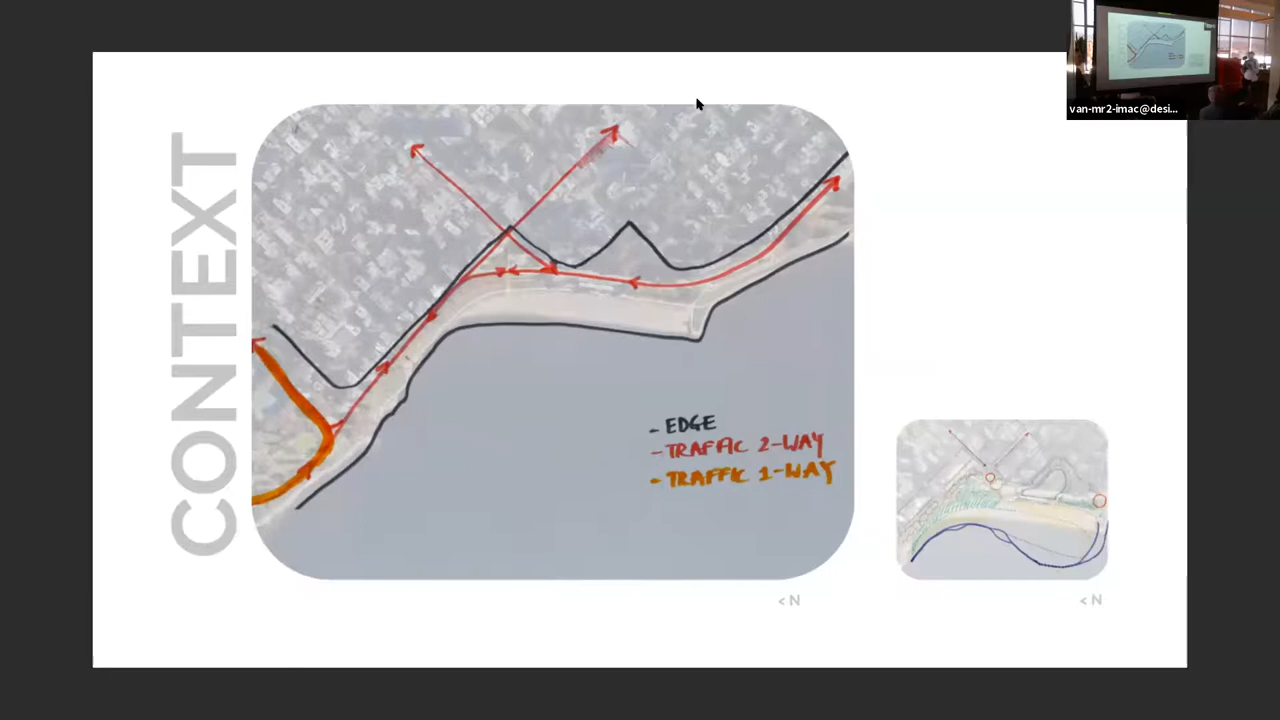 van-mr2-imac@desi...
CONTEXT
- EDGE
- TRAFFIC 2-WAY
- TRAFFIC 1-WAY
< N
< N